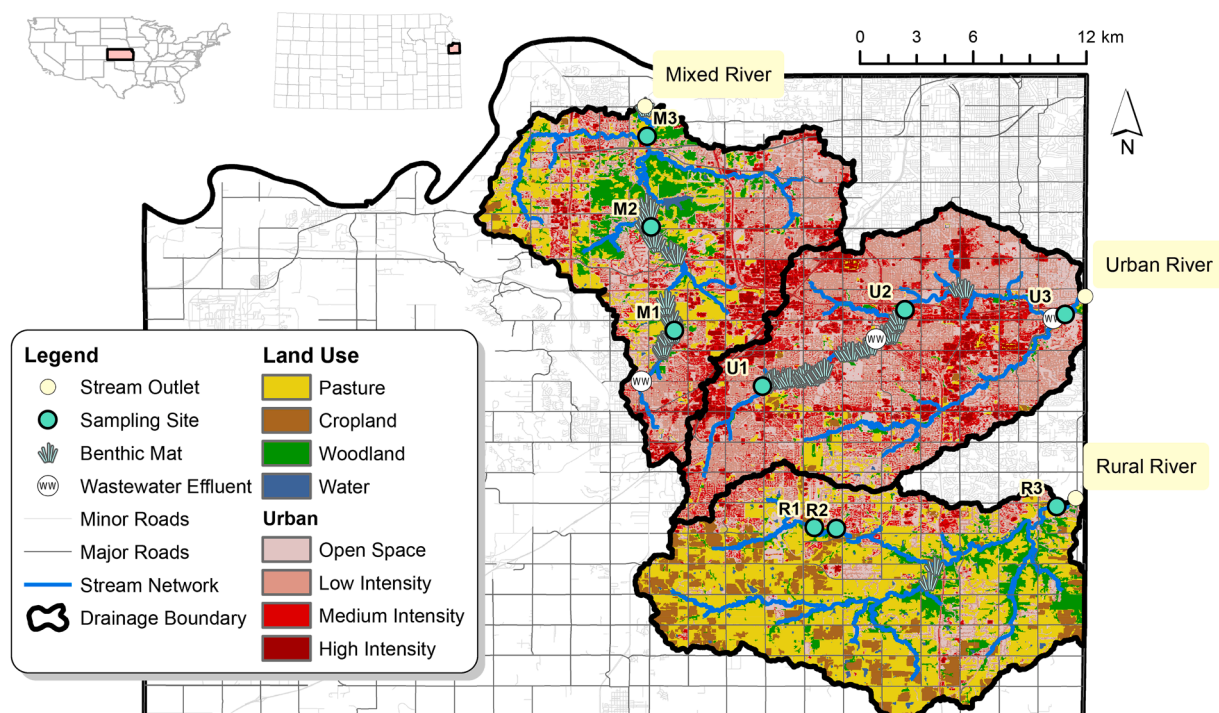 0 3 6 12 km
Mixed River
N
M3
M2
Urban River
U2
U3
M1
WW
WW
U1
WW
Rural River
R3
R1 R2
Legend
Stream Outlet
Sampling Site
Benthic Mat
WW Wastewater Effluent
Minor Roads
Major Roads
Stream Network
Drainage Boundary
Land Use
Pasture
Cropland
Woodland
Water
Urban
Open Space
Low Intensity
Medium Intensity
High Intensity